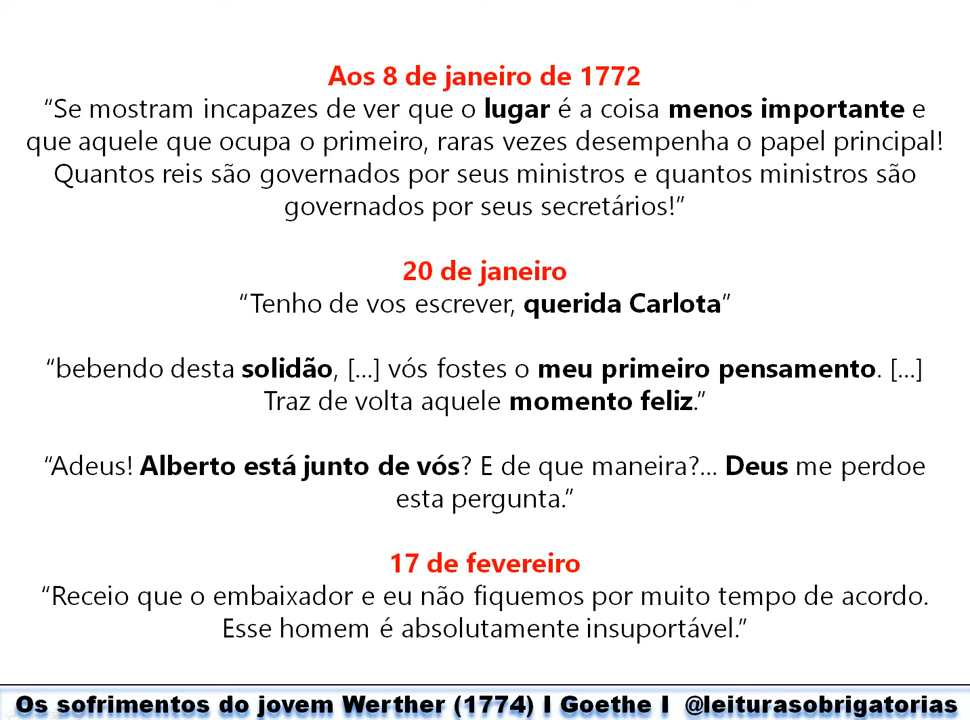 Aos 8 de janeiro de 1772
“Se mostram incapazes de ver que o lugar é a coisa menos importante e
que aquele que ocupa o primeiro, raras vezes desempenha o papel principal!
Quantos reis são governados por seus ministros e quantos ministros são
governados por seus secretários!”
20 de janeiro
“Tenho de vos escrever, querida Carlota”
“bebendo desta solidão, [...] vós fostes o meu primeiro pensamento. [...]
Traz de volta aquele momento feliz.”
“Adeus! Alberto está junto de vós? E de que maneira?... Deus me perdoe
esta pergunta.”
17 de fevereiro
“Receio que o embaixador e eu não fiquemos por muito tempo de acordo.
Esse homem é absolutamente insuportável.”
Os sofrimentos do jovem Werther (1774) I Goethe I @leiturasobrigatorias